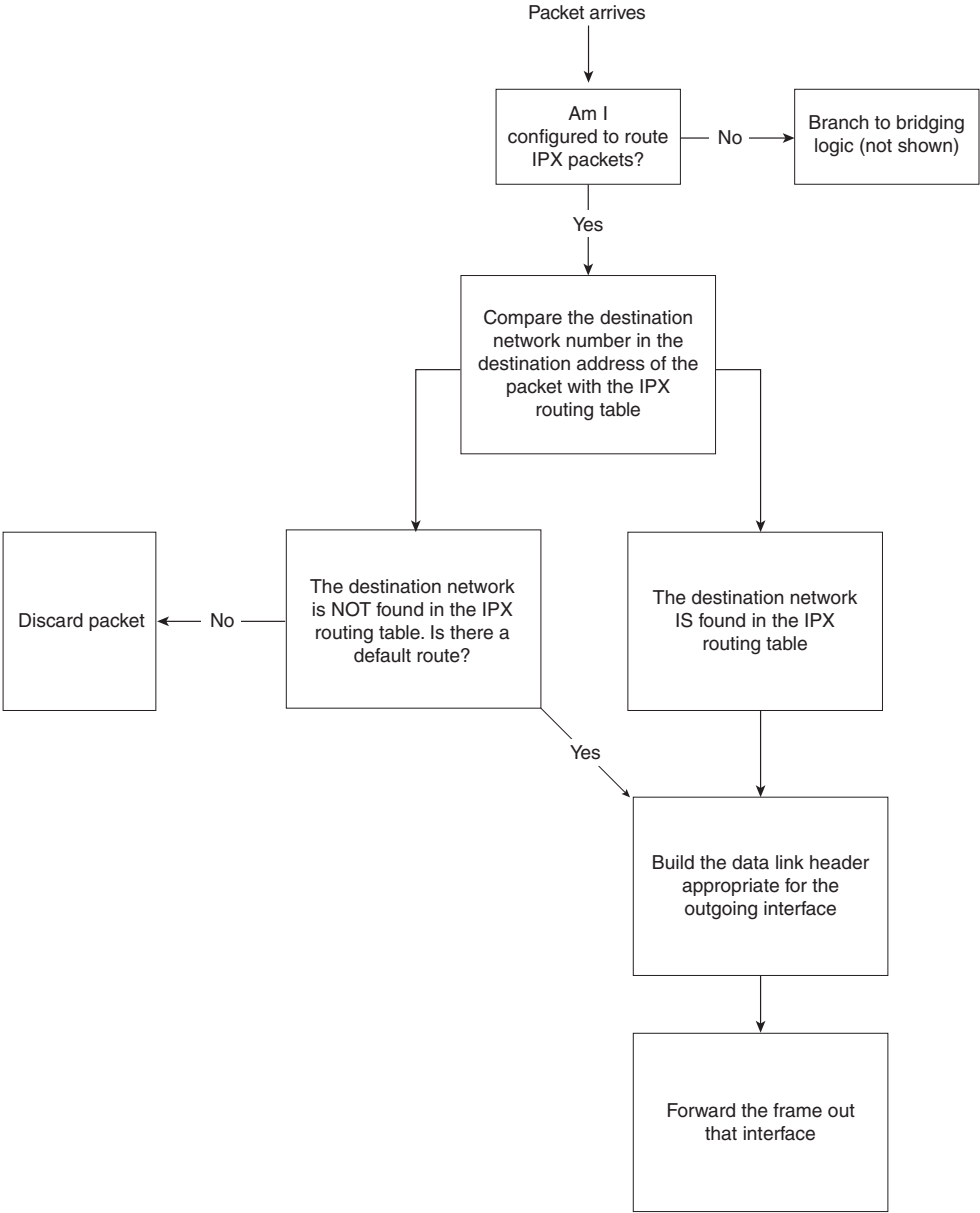 Packet arrives
Am I
configured to route
IPX packets?
No
Branch to bridging
logic (not shown)
Yes
Compare the destination
network number in the
destination address of the
packet with the IPX
routing table
Discard packet
No
The destination network
is NOT found in the IPX
routing table. Is there a
default route?
The destination network
IS found in the IPX
routing table
Yes
Build the data link header
appropriate for the
outgoing interface
Forward the frame out
that interface